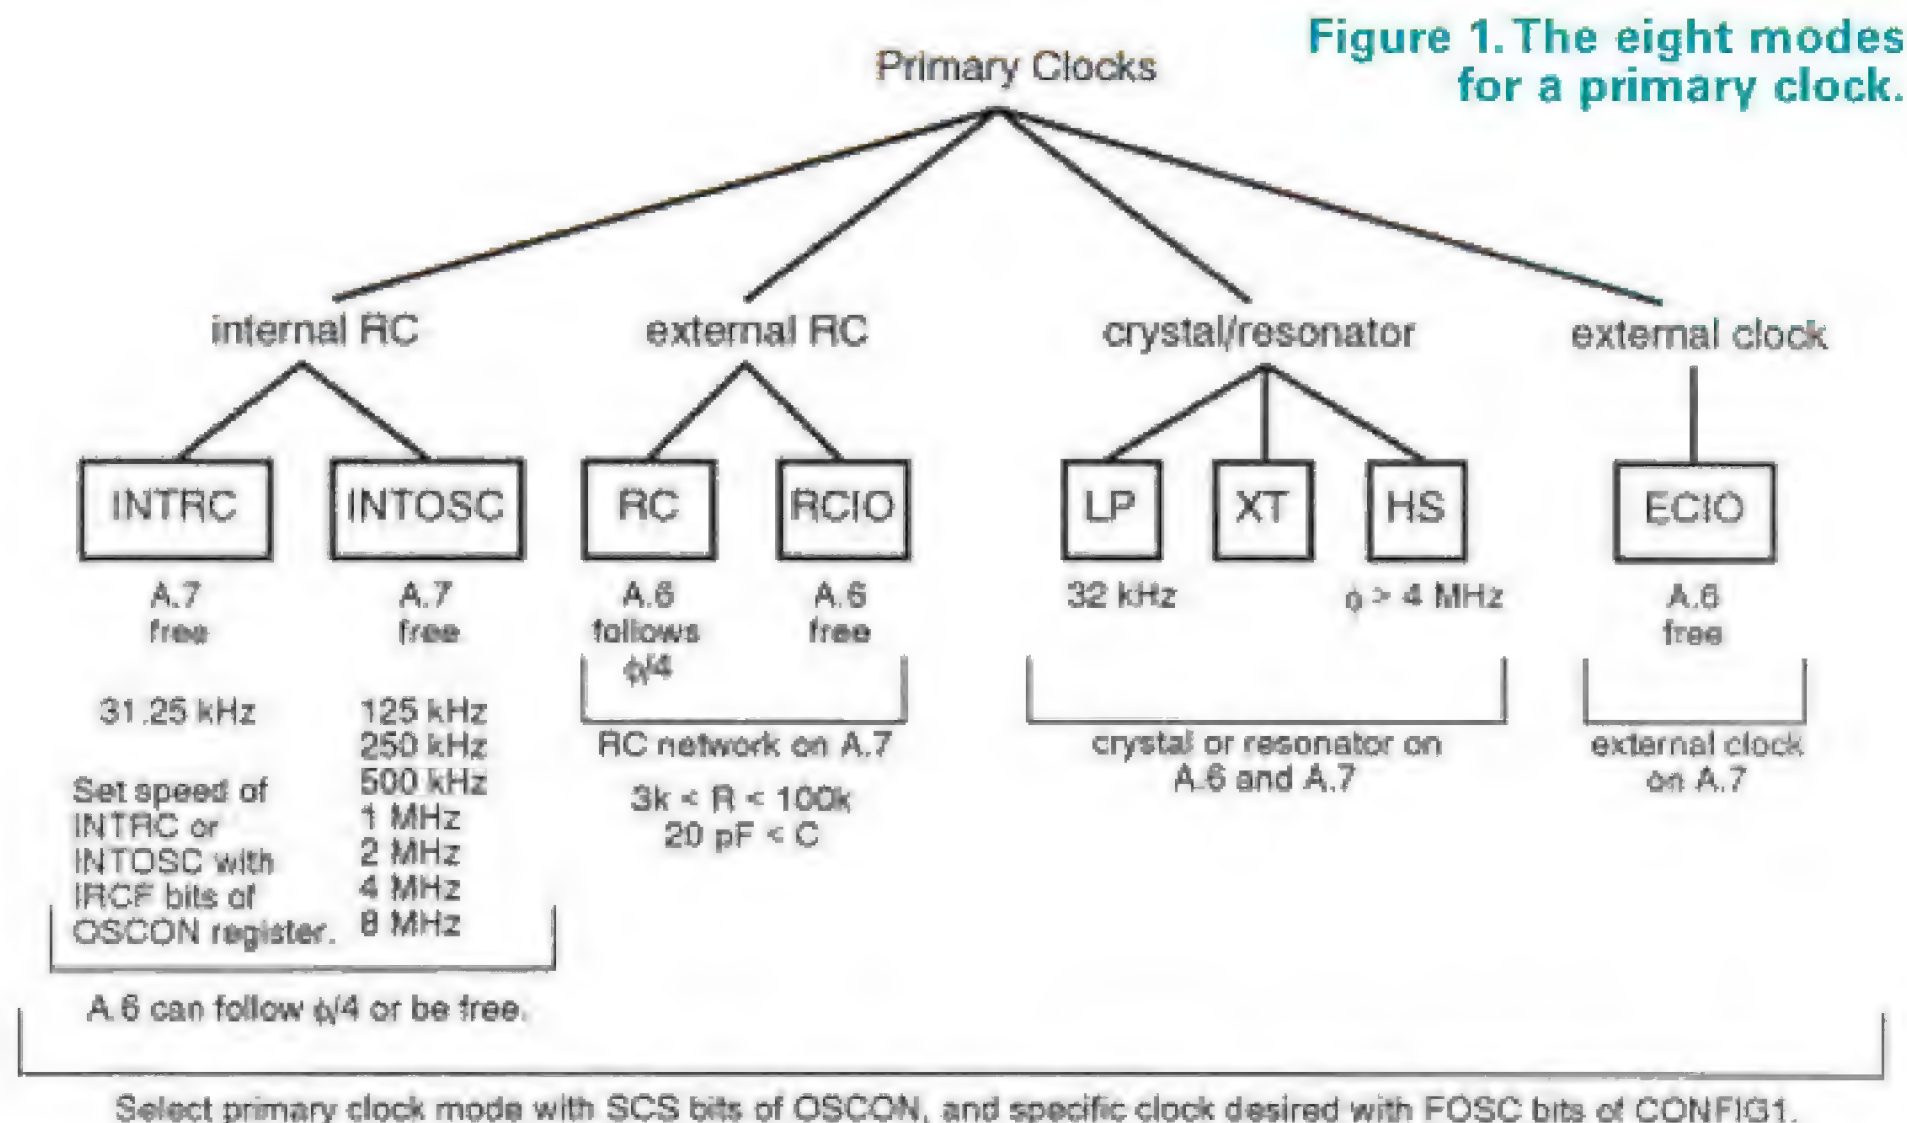 Figure 1. The eight modes
for a primary clock.
Primary Clocks
internal RC
external RC
crystal/resonator
external clock
INTRC
INTOSC
RC
RCIO
LP
XT
HS
ECIO
A.7
free
A.7
free
A.6
follows
ϕ/4
A.6
free
32 kHz
ϕ > 4 MHz
A.6
free
31.25 kHz
125 kHz
250 kHz
500 kHz
1 MHz
2 MHz
4 MHz
8 MHz
Set speed of
INTRC or
INTOSC with
IRCF bits of
OSCON register.
RC network on A.7
3k < R < 100k
20 pF < C
crystal or resonator on
A.6 and A.7
external clock
on A.7
A.6 can follow ϕ/4 or be free.
Select primary clock mode with SCS bits of OSCON, and specific clock desired with FOSC bits of CONFIG1.